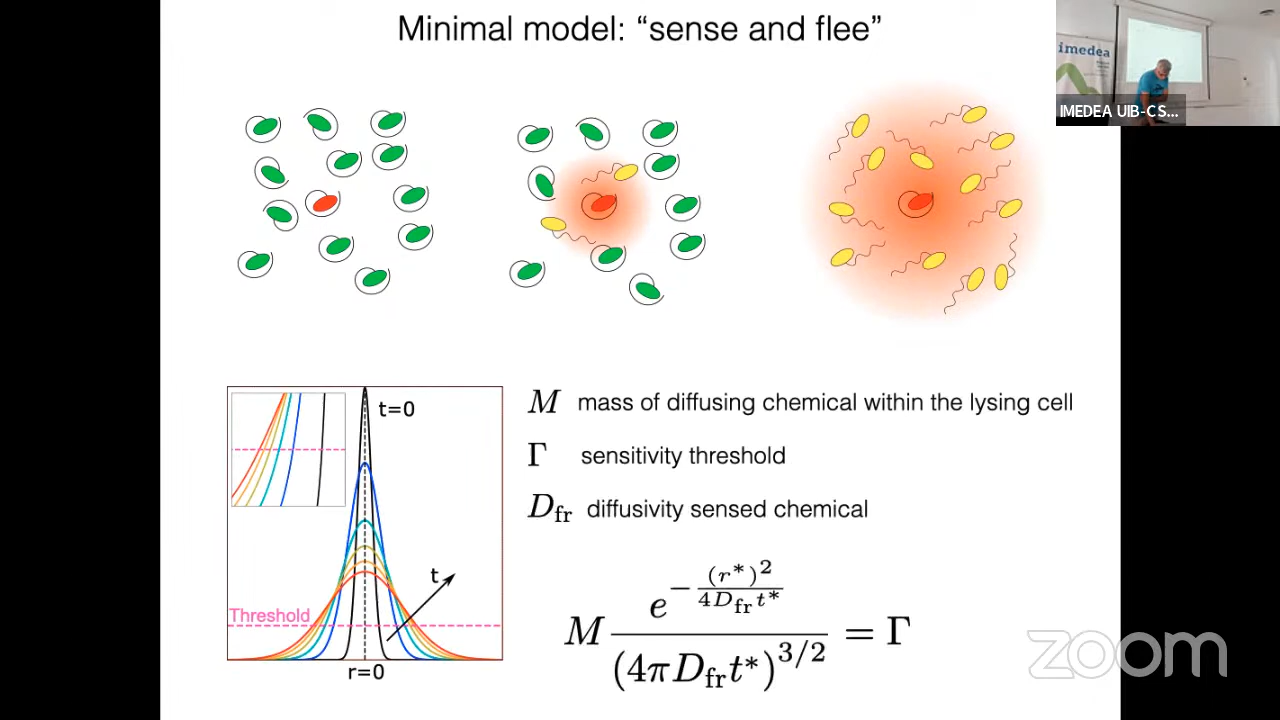 Minimal model: “sense and flee”
imedea
IMEDEA UIB-CS...
t=0
t
Threshold
r=0
M mass of diffusing chemical within the lysing cell
Γ sensitivity threshold
D_fr diffusivity sensed chemical
M e^{-(r*)^2/(4D_fr t*)} / (4πD_fr t*)^{3/2} = Γ
zoom